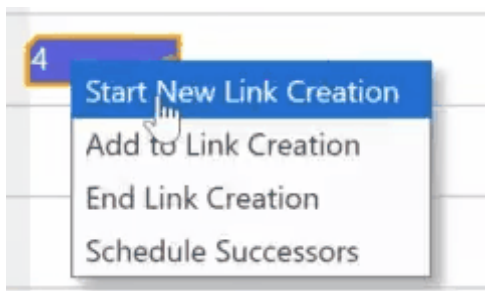 4
Start New Link Creation
Add to Link Creation
End Link Creation
Schedule Successors